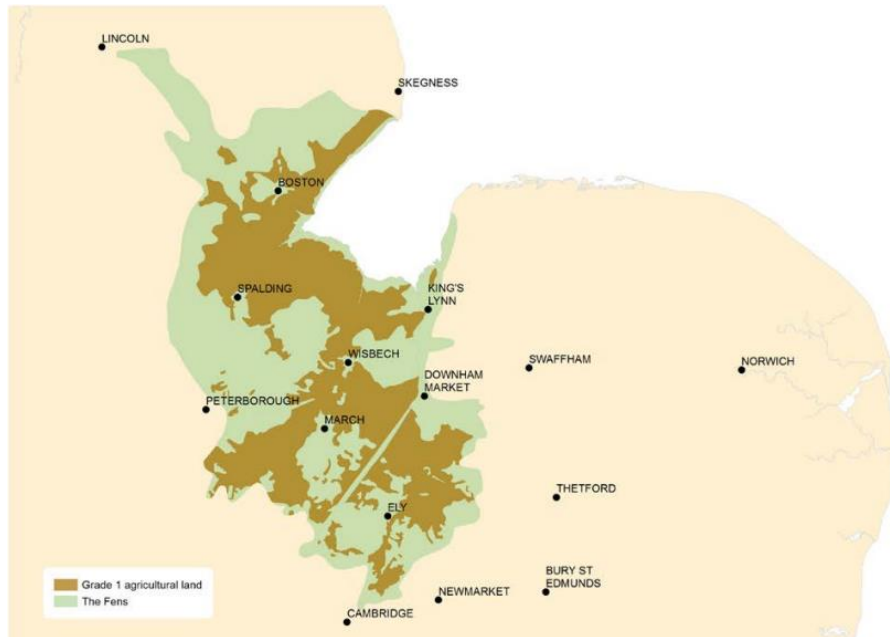 LINCOLN
SKEGNESS
BOSTON
SPALDING
KING'S
LYNN
WISBECH
SWAFFHAM
NORWICH
DOWNHAM
MARKET
PETERBOROUGH
MARCH
THETFORD
ELY
BURY ST
EDMUNDS
NEWMARKET
CAMBRIDGE
Grade 1 agricultural land
The Fens